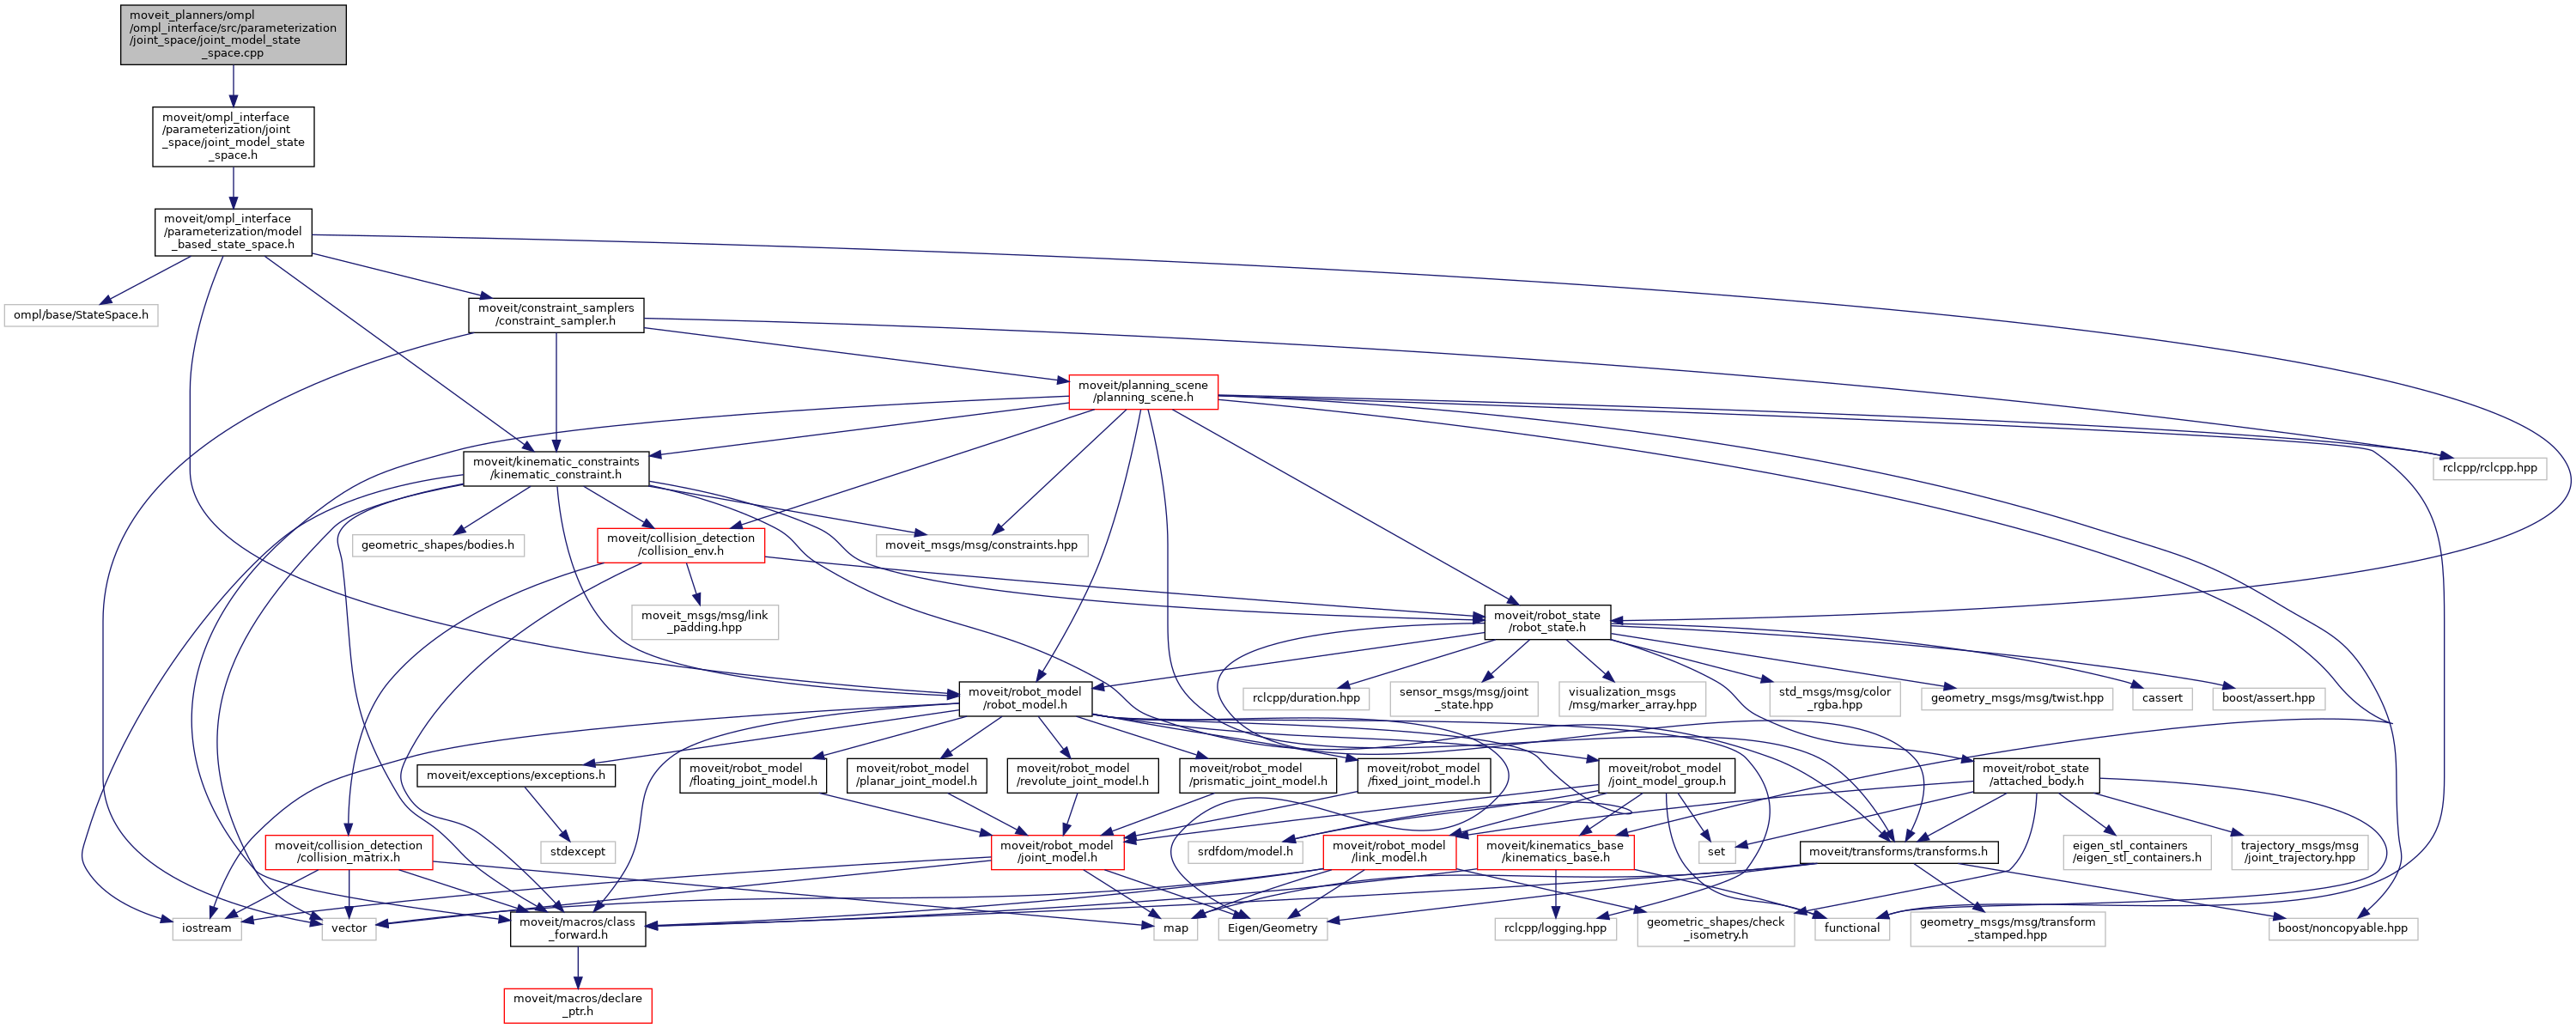 moveit_planners/ompl
/ompl_interface/src/parameterization
/joint_space/joint_model_state
_space.cpp
moveit/ompl_interface
/parameterization/joint
_space/joint_model_state
_space.h
moveit/ompl_interface
/parameterization/model
_based_state_space.h
ompl/base/StateSpace.h
moveit/constraint_samplers
/constraint_sampler.h
moveit/planning_scene
/planning_scene.h
moveit/kinematic_constraints
/kinematic_constraint.h
rclcpp/rclcpp.hpp
geometric_shapes/bodies.h
moveit/collision_detection
/collision_env.h
moveit_msgs/msg/constraints.hpp
moveit_msgs/msg/link
_padding.hpp
moveit/robot_state
/robot_state.h
moveit/robot_model
/robot_model.h
rclcpp/duration.hpp
sensor_msgs/msg/joint
_state.hpp
visualization_msgs
/msg/marker_array.hpp
std_msgs/msg/color
_rgba.hpp
geometry_msgs/msg/twist.hpp
cassert
boost/assert.hpp
moveit/exceptions/exceptions.h
moveit/robot_model
/floating_joint_model.h
moveit/robot_model
/planar_joint_model.h
moveit/robot_model
/revolute_joint_model.h
moveit/robot_model
/prismatic_joint_model.h
moveit/robot_model
/fixed_joint_model.h
moveit/robot_model
/joint_model_group.h
moveit/robot_state
/attached_body.h
moveit/collision_detection
/collision_matrix.h
stdexcept
moveit/robot_model
/joint_model.h
srdfdom/model.h
moveit/robot_model
/link_model.h
moveit/kinematics_base
/kinematics_base.h
set
moveit/transforms/transforms.h
eigen_stl_containers
/eigen_stl_containers.h
trajectory_msgs/msg
/joint_trajectory.hpp
iostream
vector
moveit/macros/class
_forward.h
map
Eigen/Geometry
rclcpp/logging.hpp
geometric_shapes/check
_isometry.h
functional
geometry_msgs/msg/transform
_stamped.hpp
boost/noncopyable.hpp
moveit/macros/declare
_ptr.h